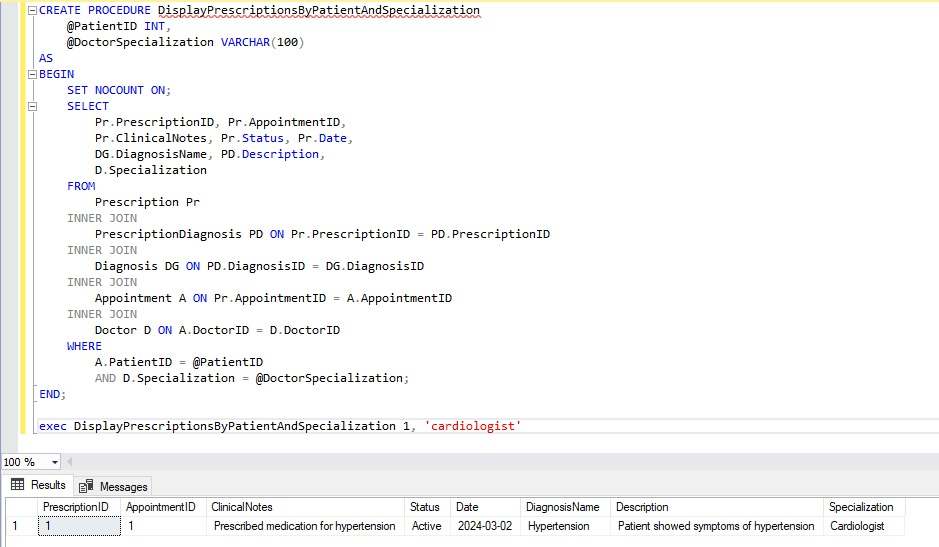 CREATE PROCEDURE DisplayPrescriptionsByPatientAndSpecialization
@PatientID INT,
@DoctorSpecialization VARCHAR(100)
AS
BEGIN
SET NOCOUNT ON;
SELECT
Pr.PrescriptionID, Pr.AppointmentID,
Pr.ClinicalNotes, Pr.Status, Pr.Date,
DG.DiagnosisName, PD.Description,
D.Specialization
FROM
Prescription Pr
INNER JOIN
PrescriptionDiagnosis PD ON Pr.PrescriptionID = PD.PrescriptionID
INNER JOIN
Diagnosis DG ON PD.DiagnosisID = DG.DiagnosisID
INNER JOIN
Appointment A ON Pr.AppointmentID = A.AppointmentID
INNER JOIN
Doctor D ON A.DoctorID = D.DoctorID
WHERE
A.PatientID = @PatientID
AND D.Specialization = @DoctorSpecialization;
END;
exec DisplayPrescriptionsByPatientAndSpecialization 1, 'cardiologist'
100 %
Results Messages
PrescriptionID AppointmentID ClinicalNotes Status Date DiagnosisName Description Specialization
1 1 1 Prescribed medication for hypertension Active 2024-03-02 Hypertension Patient showed symptoms of hypertension Cardiologist